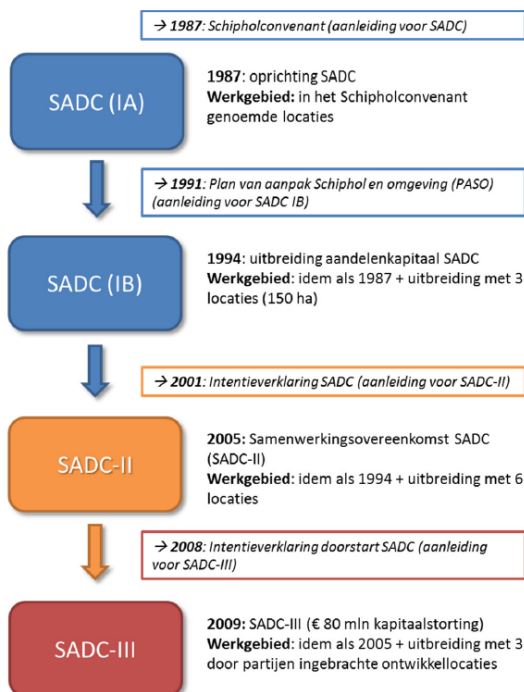 → 1987: Schipholconvenant (aanleiding voor SADC)
SADC (IA)
1987: oprichting SADC
Werkgebied: in het Schipholconvenant
genoemde locaties
→ 1991: Plan van aanpak Schiphol en omgeving (PASO)
(aanleiding voor SADC IB)
SADC (IB)
1994: uitbreiding aandelenkapitaal SADC
Werkgebied: idem als 1987 + uitbreiding met 3
locaties (150 ha)
→ 2001: Intentieverklaring SADC (aanleiding voor SADC-II)
SADC-II
2005: Samenwerkingsovereenkomst SADC
(SADC-II)
Werkgebied: idem als 1994 + uitbreiding met 6
locaties
→ 2008: Intentieverklaring doorstart SADC (aanleiding
voor SADC-III)
SADC-III
2009: SADC-III (€ 80 mln kapitaalstorting)
Werkgebied: idem als 2005 + uitbreiding met 3
door partijen ingebrachte ontwikkellocaties